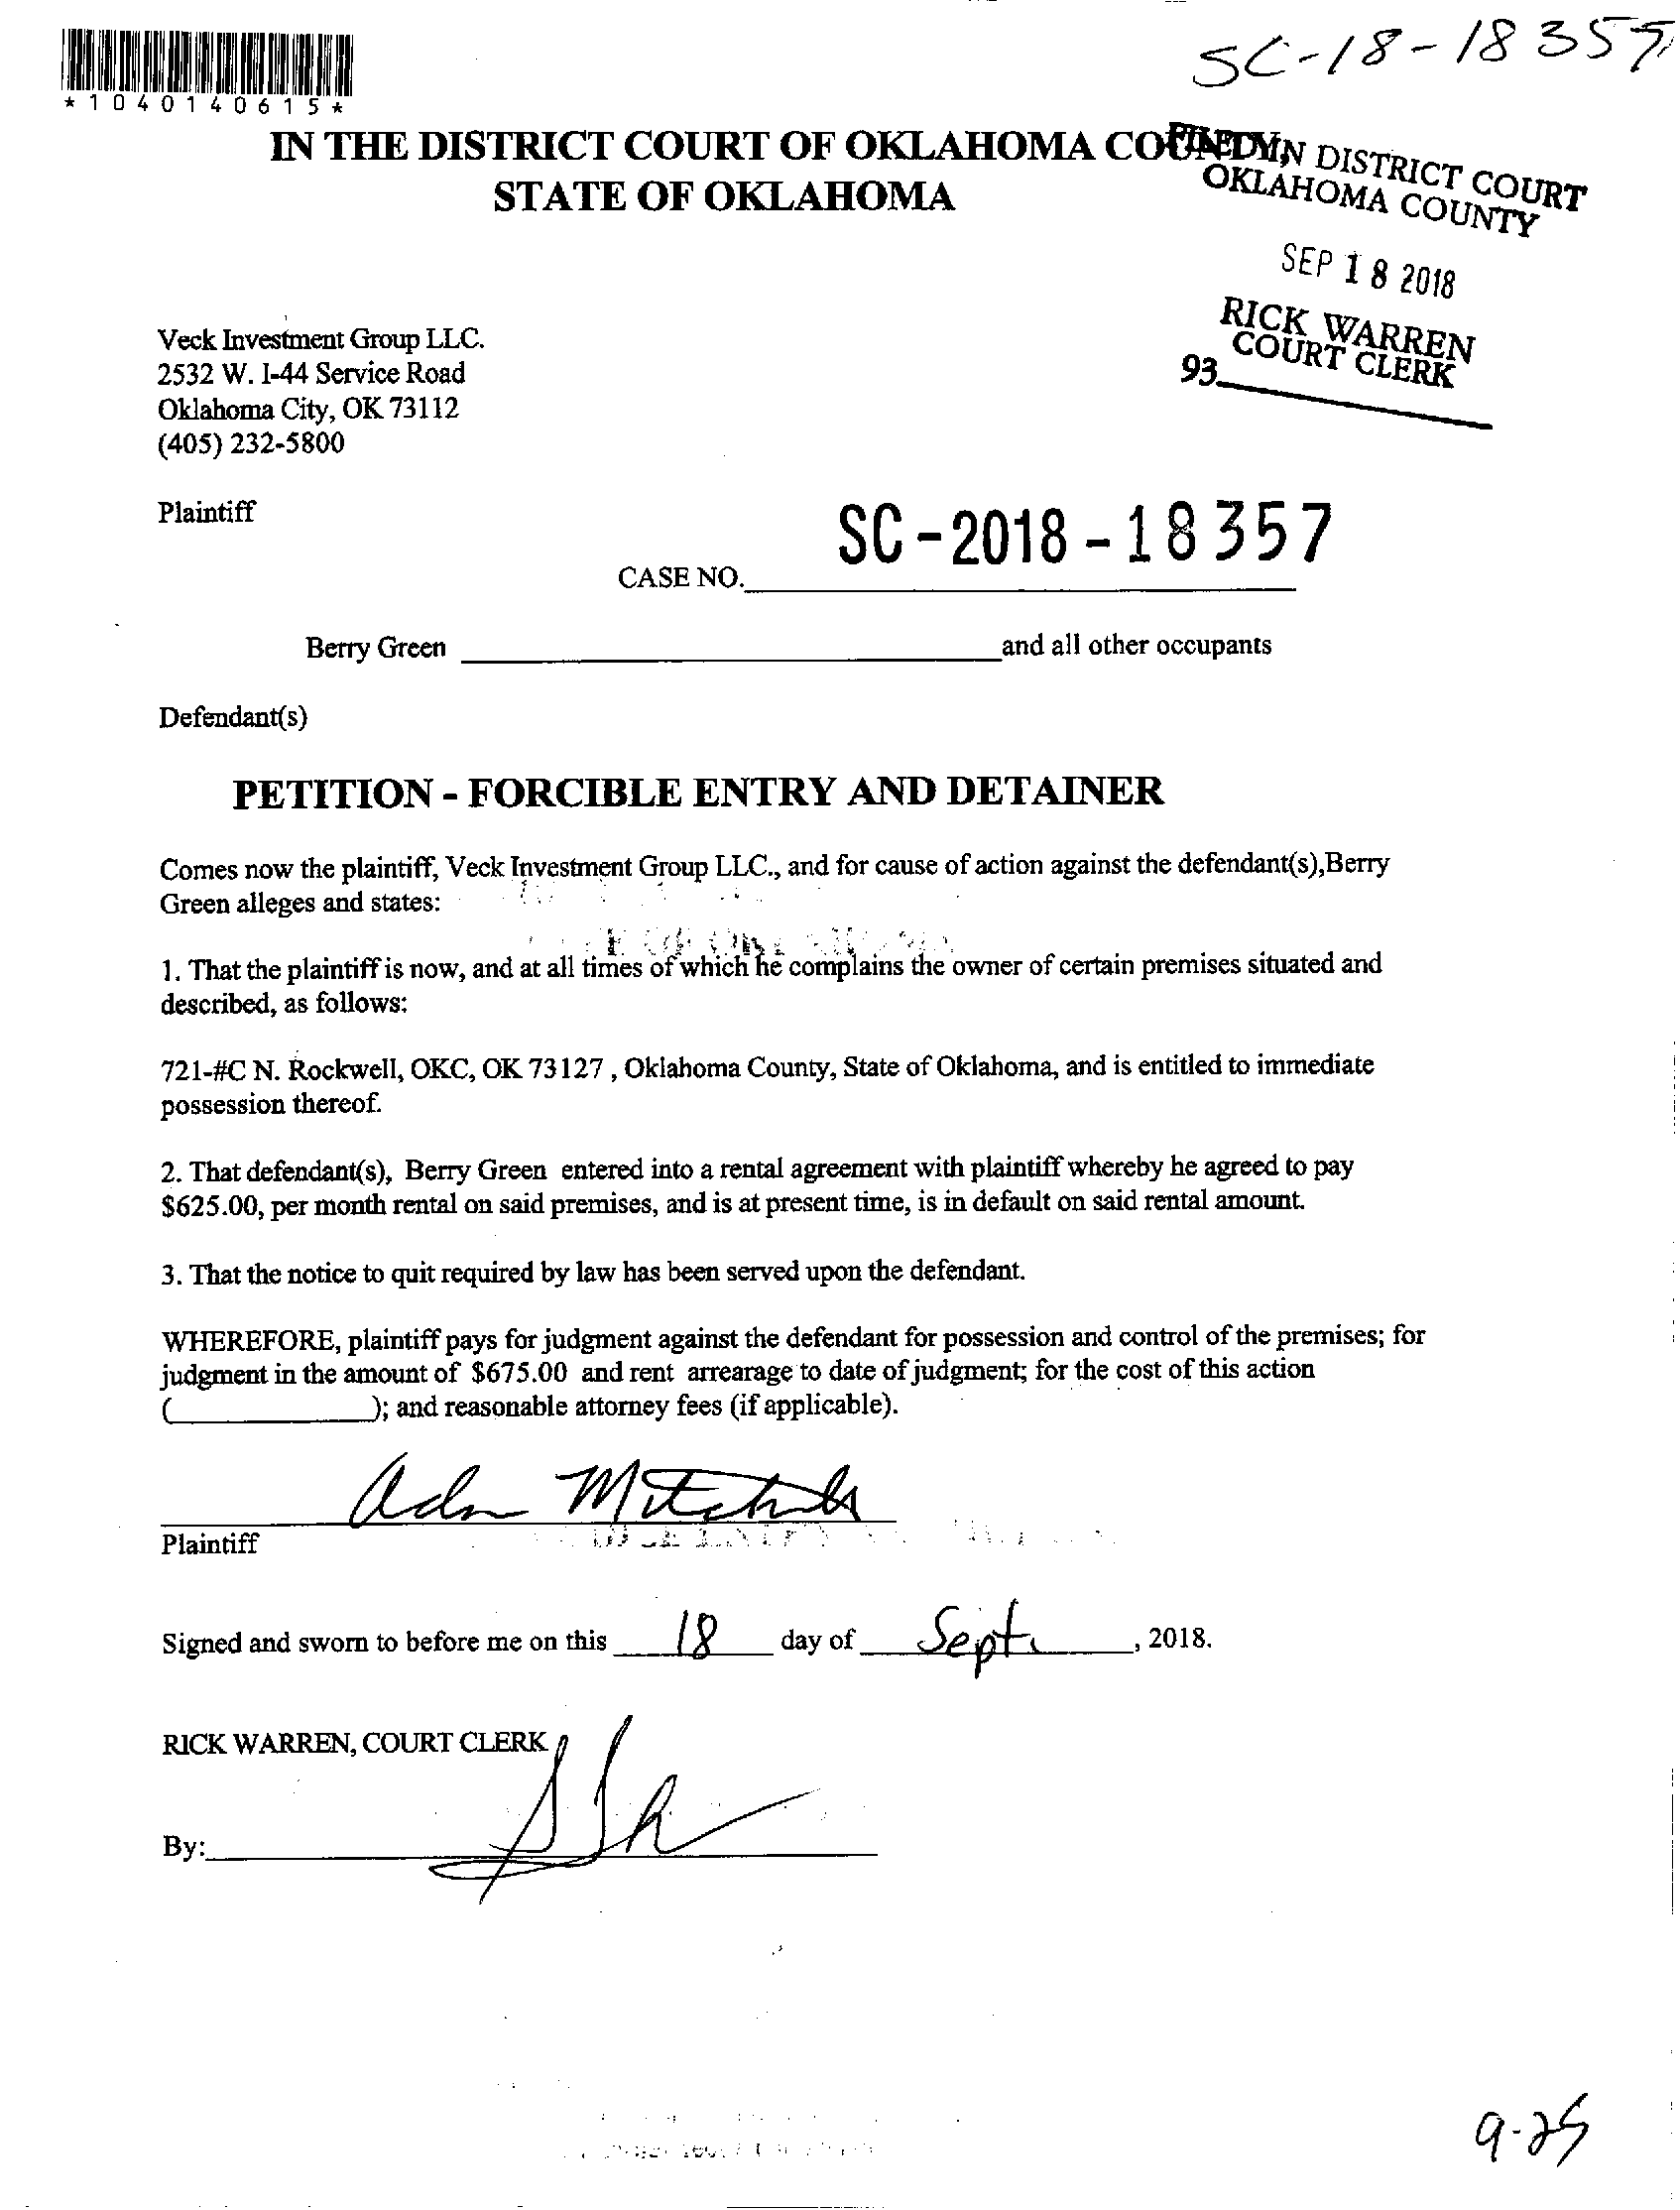 SC-18-18357
*1040140615*
IN THE DISTRICT COURT OF OKLAHOMA COUNTY,
STATE OF OKLAHOMA
FILED IN DISTRICT COURT
OKLAHOMA COUNTY
SEP 18 2018
RICK WARREN
COURT CLERK
93
Veck Investment Group LLC.
2532 W. I-44 Service Road
Oklahoma City, OK 73112
(405) 232-5800
Plaintiff
SC-2018-18357
CASE NO.
Berry Green and all other occupants
Defendant(s)
PETITION - FORCIBLE ENTRY AND DETAINER
Comes now the plaintiff, Veck Investment Group LLC., and for cause of action against the defendant(s),Berry
Green alleges and states:
1. That the plaintiff is now, and at all times of which he complains the owner of certain premises situated and
described, as follows:
721-#C N. Rockwell, OKC, OK 73127 , Oklahoma County, State of Oklahoma, and is entitled to immediate
possession thereof.
2. That defendant(s), Berry Green entered into a rental agreement with plaintiff whereby he agreed to pay
$625.00, per month rental on said premises, and is at present time, is in default on said rental amount.
3. That the notice to quit required by law has been served upon the defendant.
WHEREFORE, plaintiff pays for judgment against the defendant for possession and control of the premises; for
judgment in the amount of $675.00 and rent arrearage to date of judgment; for the cost of this action
(____________); and reasonable attorney fees (if applicable).
Plaintiff
Signed and sworn to before me on this 18 day of Sept, 2018.
RICK WARREN, COURT CLERK
By:
9-25